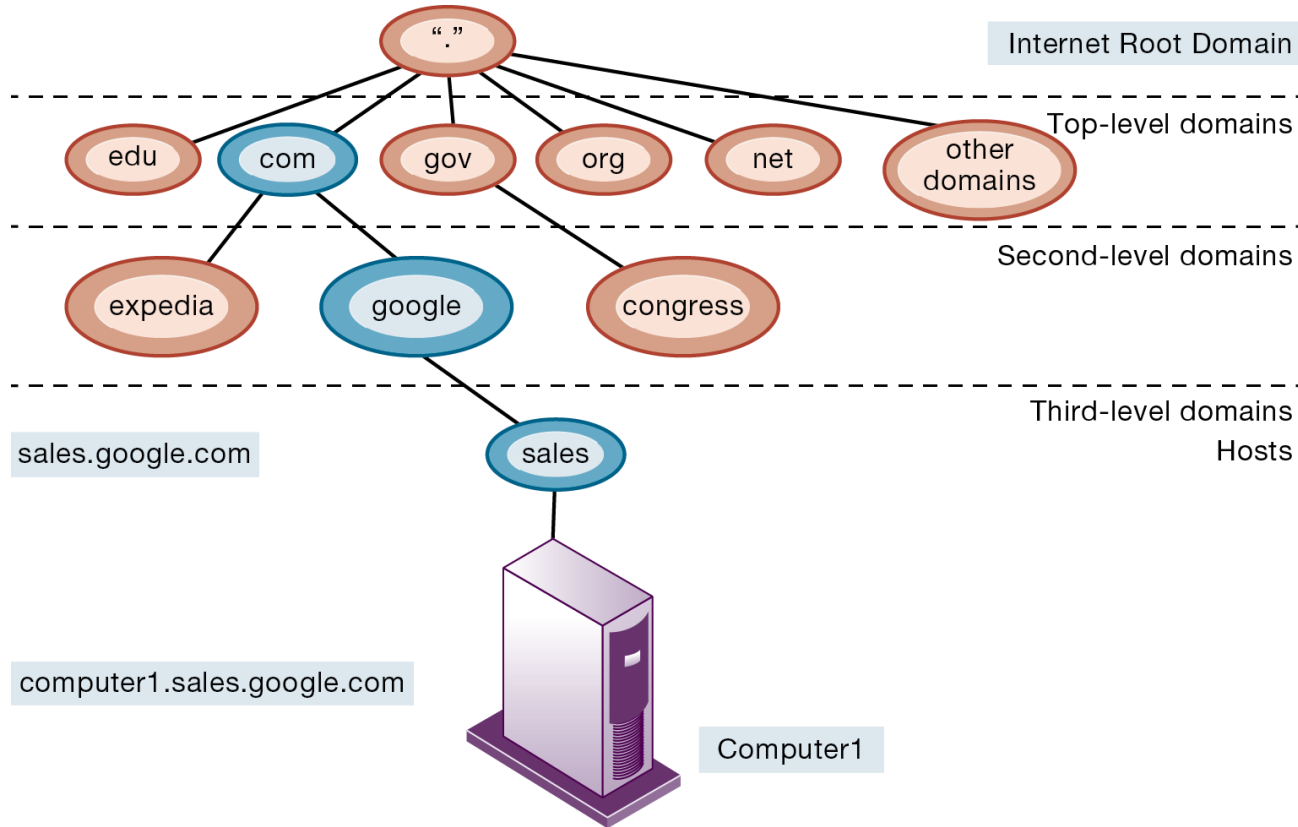 “.”
Internet Root Domain
Top-level domains
edu
com
gov
org
net
other
domains
Second-level domains
expedia
google
congress
Third-level domains
Hosts
sales.google.com
sales
computer1.sales.google.com
Computer1